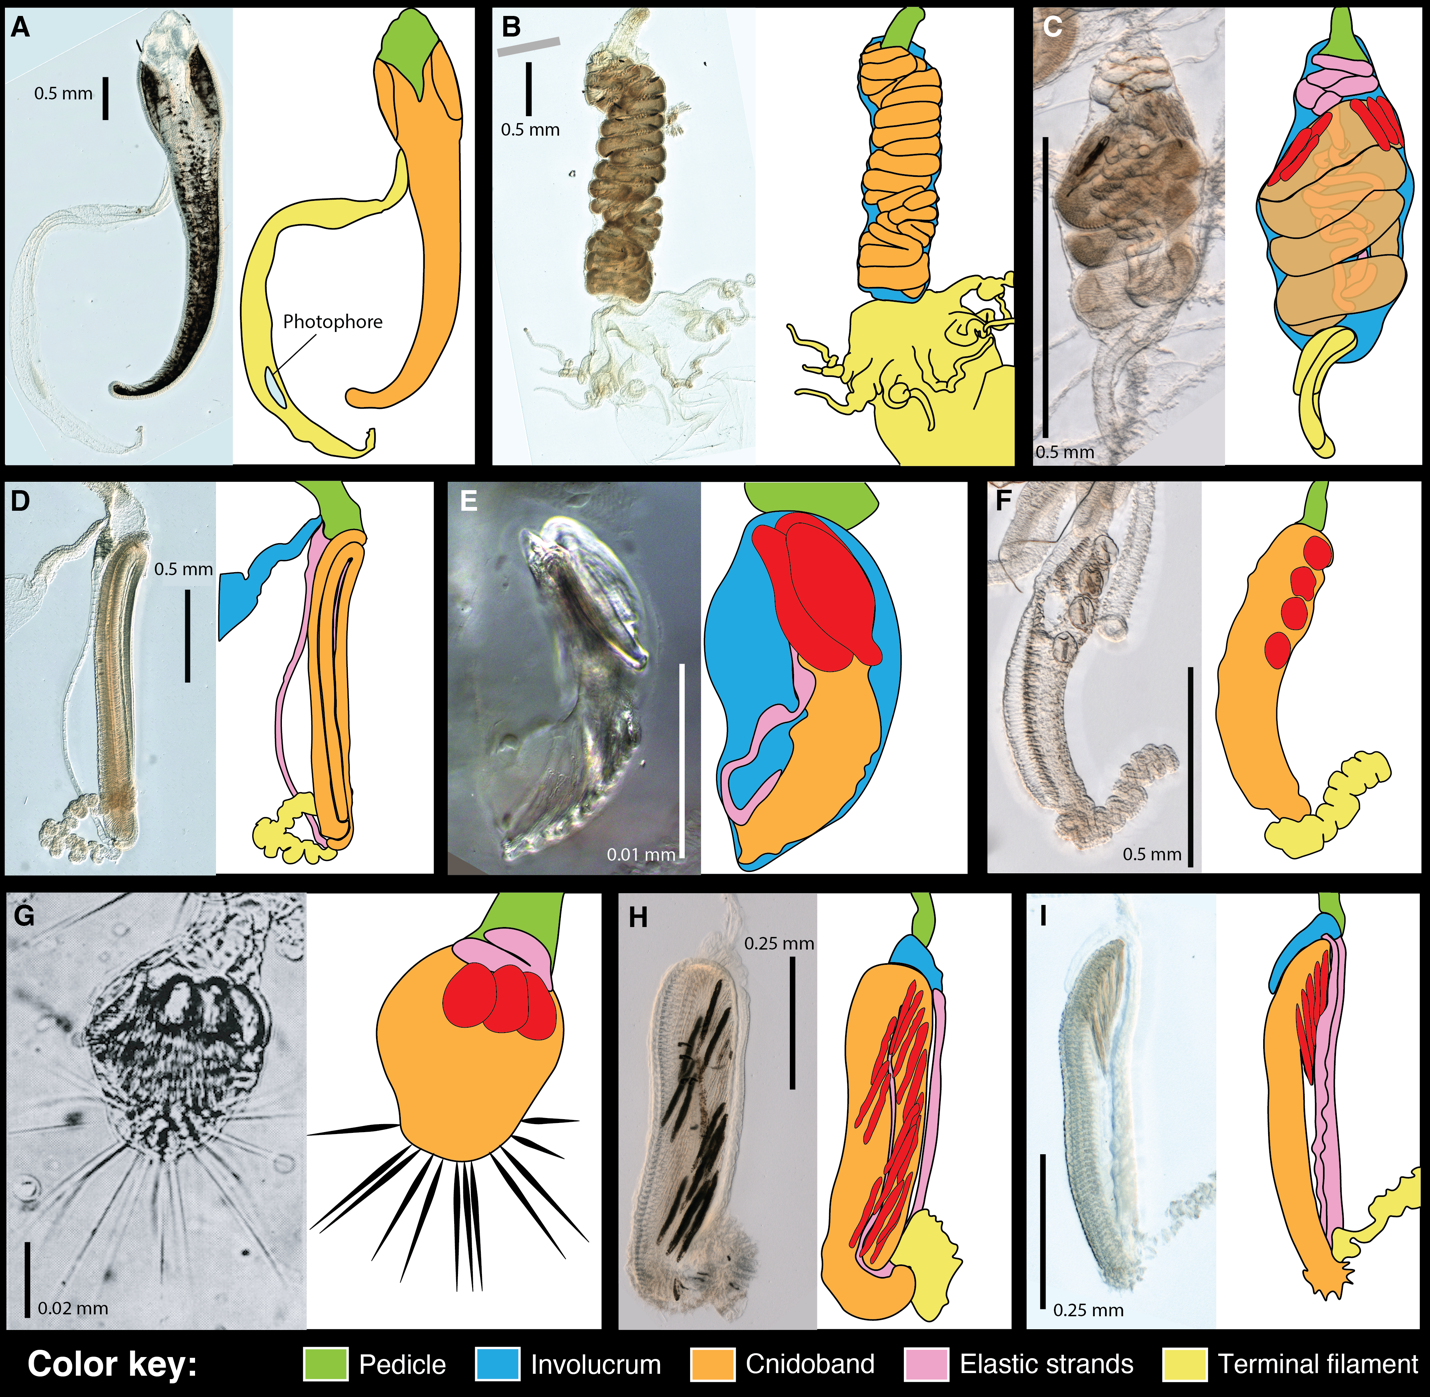 A
0.5 mm
Photophore
B
0.5 mm
C
0.5 mm
D
0.5 mm
E
0.01 mm
F
0.5 mm
G
0.02 mm
H
0.25 mm
I
0.25 mm
Color key: Pedicle Involucrum Cnidoband Elastic strands Terminal filament